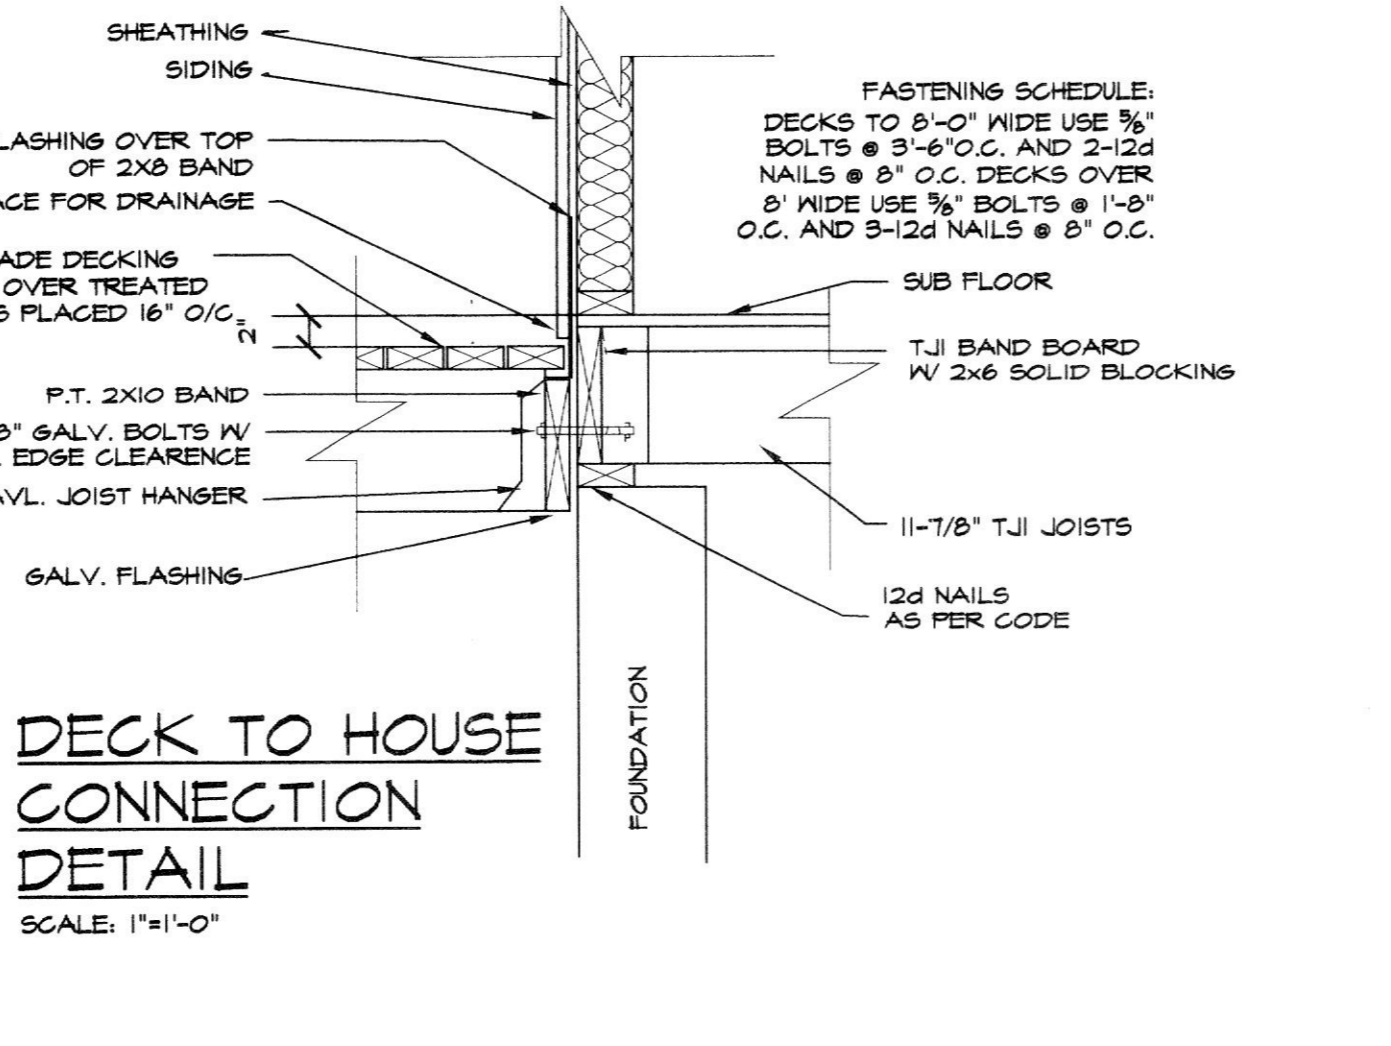 SHEATHING
SIDING
FLASHING OVER TOP
OF 2X8 BAND
FOR DRAINAGE
DECKING
OVER TREATED
PLACED 16" O/C
2"
P.T. 2X10 BAND
GALV. BOLTS W/
EDGE CLEARENCE
JOIST HANGER
GALV. FLASHING
FASTENING SCHEDULE:
DECKS TO 8'-0" WIDE USE 5/8"
BOLTS @ 3'-6"O.C. AND 2-12d
NAILS @ 8" O.C. DECKS OVER
8' WIDE USE 5/8" BOLTS @ 1'-8"
O.C. AND 3-12d NAILS @ 8" O.C.
SUB FLOOR
TJI BAND BOARD
W/ 2x6 SOLID BLOCKING
11-7/8" TJI JOISTS
12d NAILS
AS PER CODE
FOUNDATION
DECK TO HOUSE
CONNECTION
DETAIL
SCALE: 1"=1'-0"